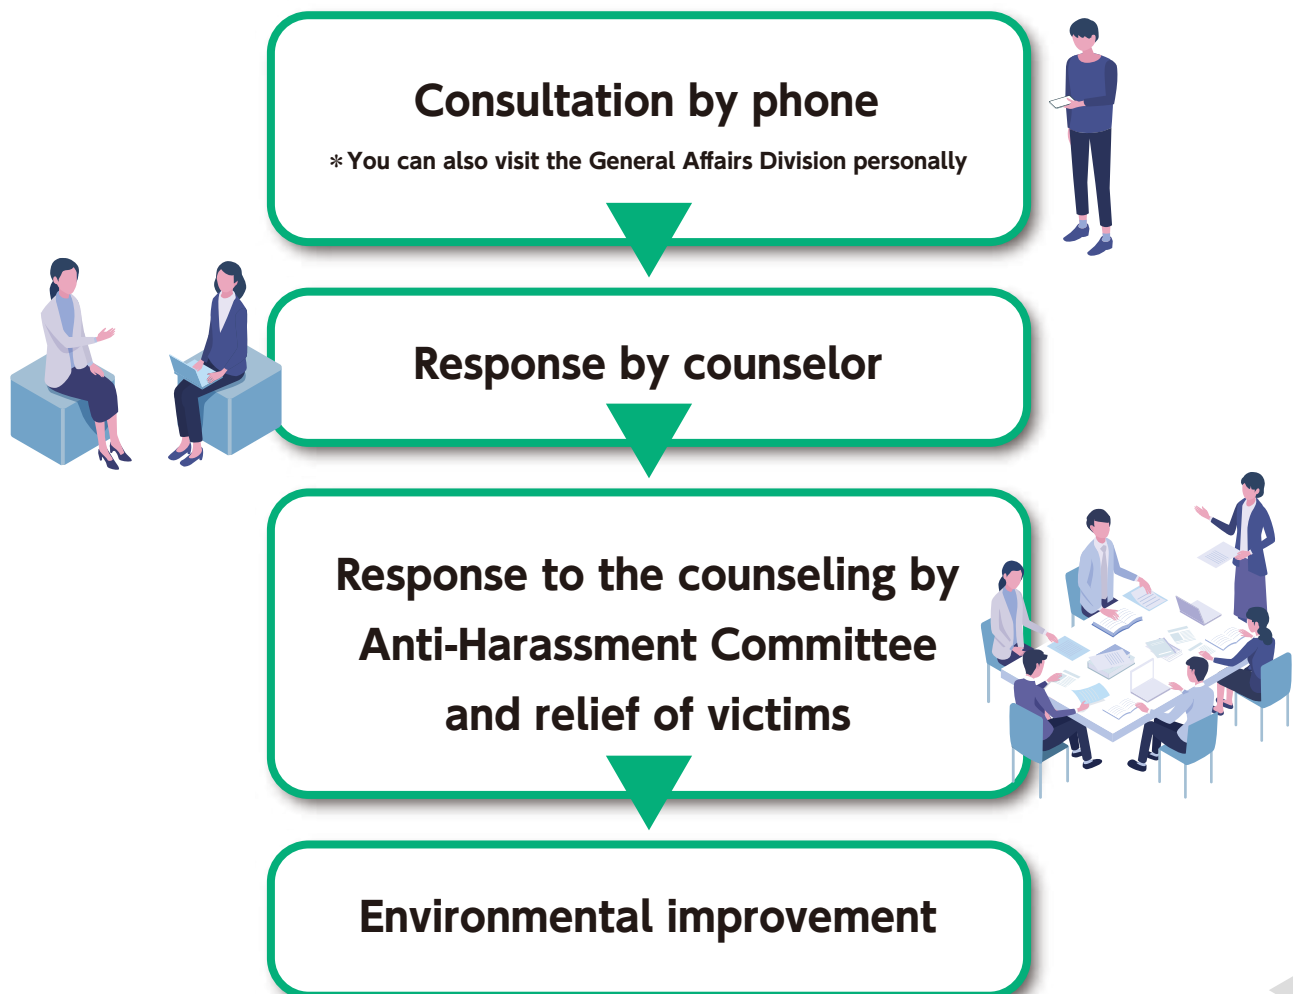 Consultation by phone
＊You can also visit the General Affairs Division personally
Response by counselor
Response to the counseling by
Anti-Harassment Committee
and relief of victims
Environmental improvement